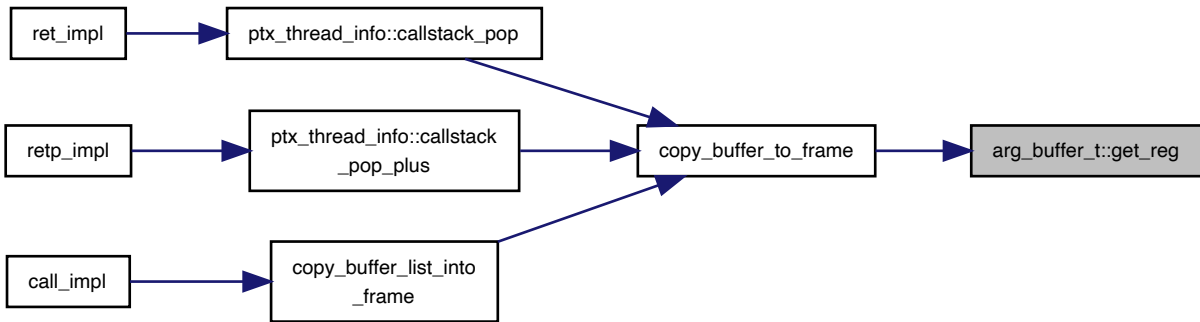 ret_impl
ptx_thread_info::callstack_pop
retp_impl
ptx_thread_info::callstack
_pop_plus
copy_buffer_to_frame
arg_buffer_t::get_reg
call_impl
copy_buffer_list_into
_frame